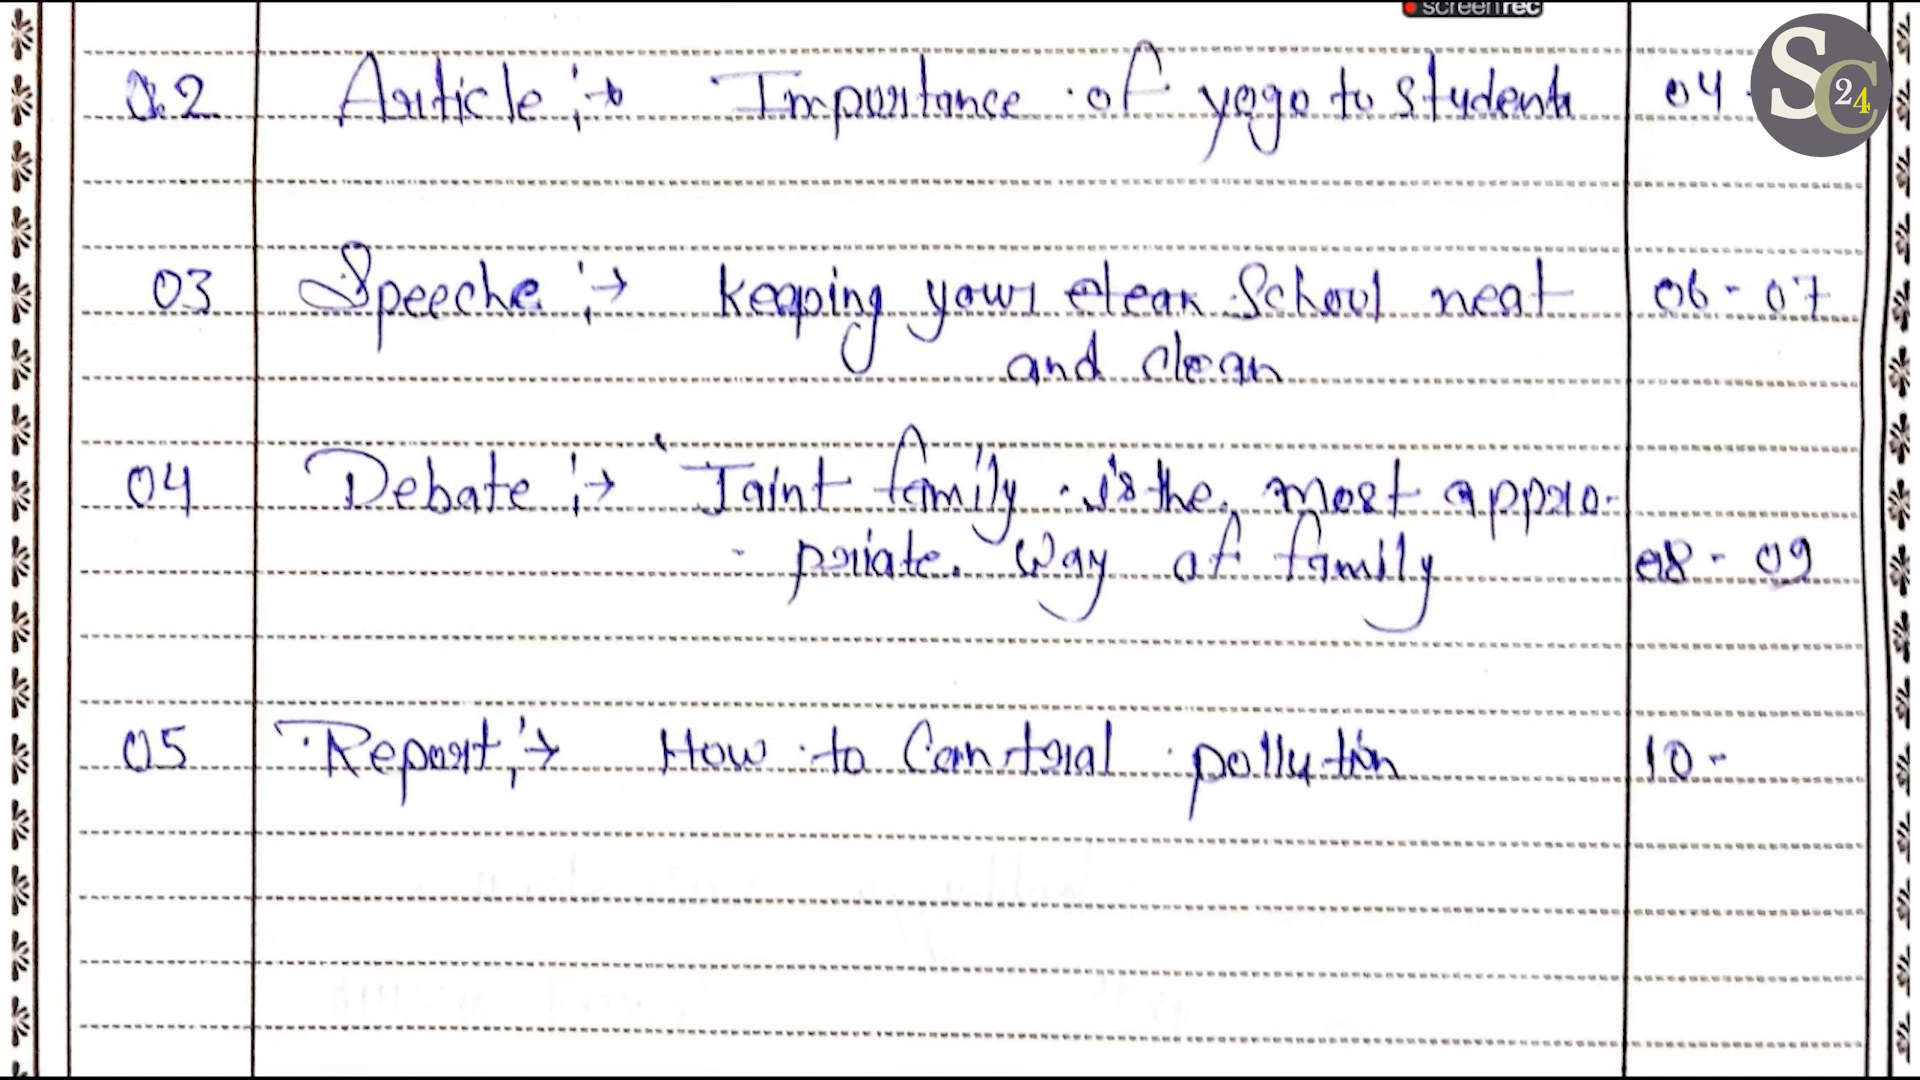 screenrec
SC 24
02 Article :→ Importance of yoga to students 04 -
03 Speeche :→ keeping your clean School neat 06 - 07
and clean
04 Debate :→ Joint family is the most appro-
- priate way of family 08 - 09
05 Report :→ How to Control pollution 10 -